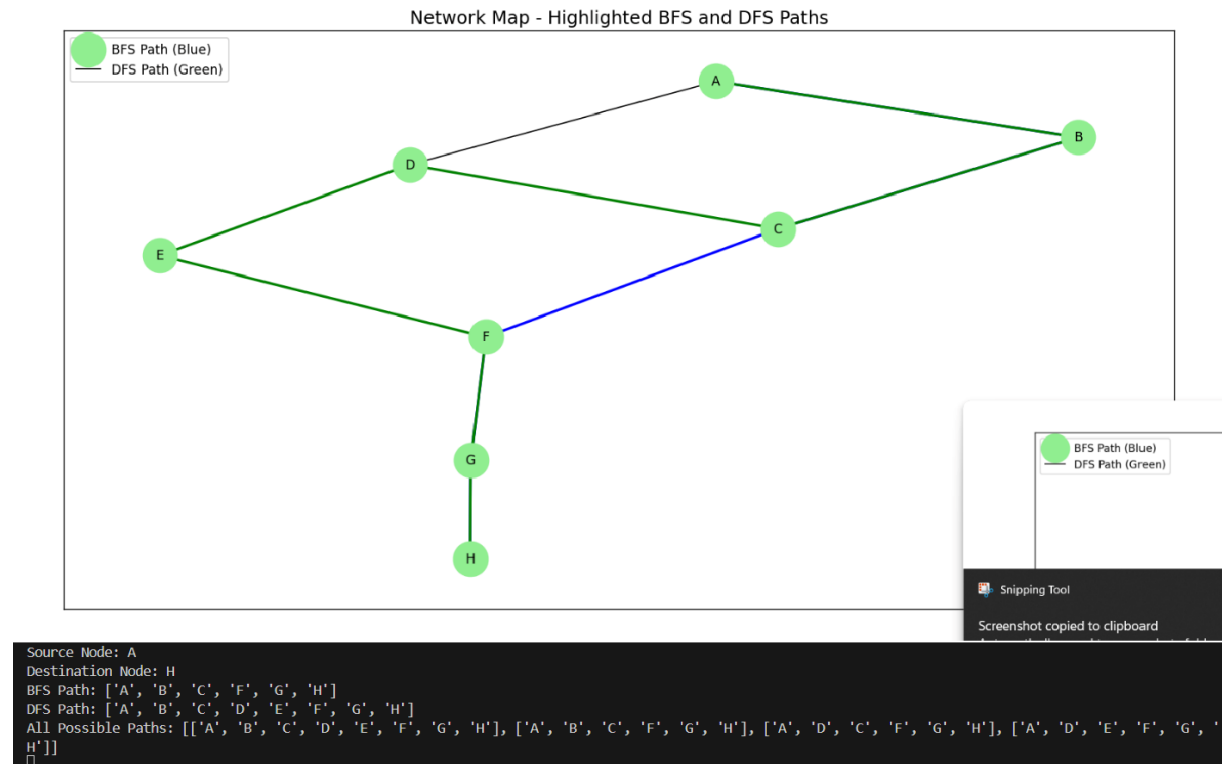 Network Map - Highlighted BFS and DFS Paths
BFS Path (Blue)
DFS Path (Green)
A
B
D
C
E
F
G
H
BFS Path (Blue)
DFS Path (Green)
Snipping Tool
Screenshot copied to clipboard
Source Node: A
Destination Node: H
BFS Path: ['A', 'B', 'C', 'F', 'G', 'H']
DFS Path: ['A', 'B', 'C', 'D', 'E', 'F', 'G', 'H']
All Possible Paths: [['A', 'B', 'C', 'D', 'E', 'F', 'G', 'H'], ['A', 'B', 'C', 'F', 'G', 'H'], ['A', 'D', 'C', 'F', 'G', 'H'], ['A', 'D', 'E', 'F', 'G', '
H']]